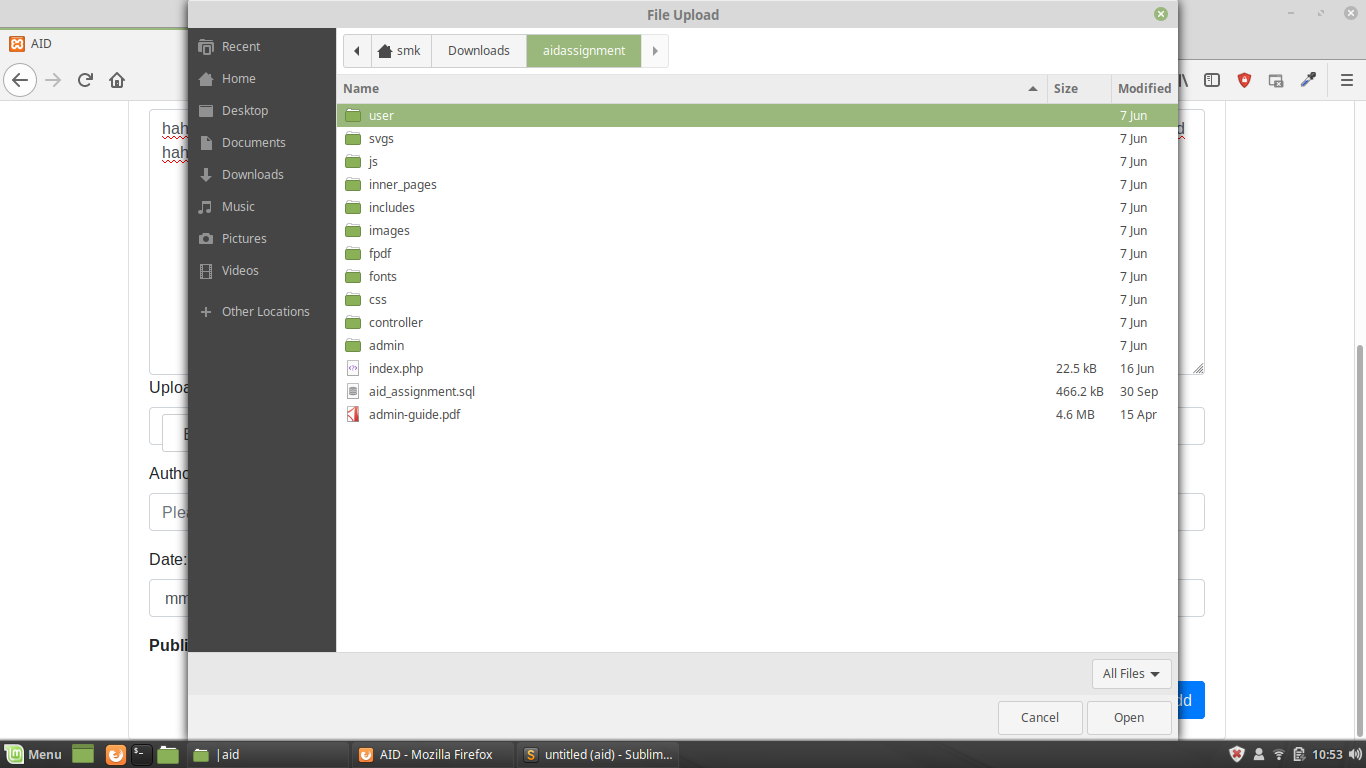 File Upload
AID
Recent
Home
Desktop
Documents
Downloads
Music
Pictures
Videos
Other Locations
smk Downloads aidassignment
Name Size Modified
user 7 Jun
svgs 7 Jun
js 7 Jun
inner_pages 7 Jun
includes 7 Jun
images 7 Jun
fpdf 7 Jun
fonts 7 Jun
css 7 Jun
controller 7 Jun
admin 7 Jun
index.php 22.5 kB 16 Jun
aid_assignment.sql 466.2 kB 30 Sep
admin-guide.pdf 4.6 MB 15 Apr
All Files
Cancel Open
hah
hah
d
Uploa
Autho
Plea
Date:
mm
Publi
dd
Menu |aid AID - Mozilla Firefox untitled (aid) - Sublim... 10:53